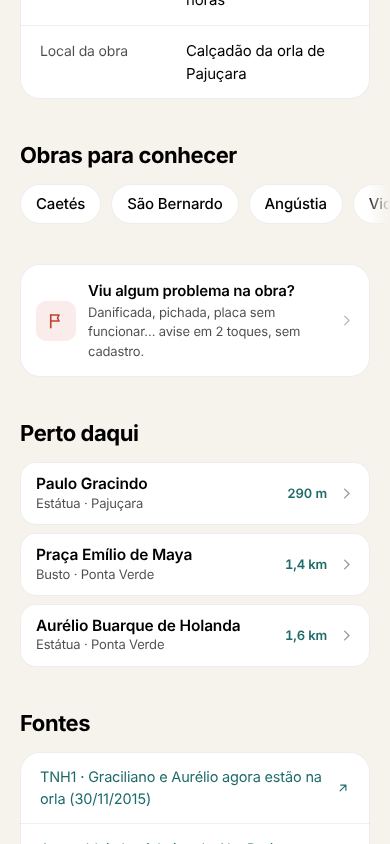 horas
Local da obra
Calçadão da orla de
Pajuçara
Obras para conhecer
Caetés
São Bernardo
Angústia
Viu algum problema na obra?
Danificada, pichada, placa sem
funcionar... avise em 2 toques, sem
cadastro.
Perto daqui
Paulo Gracindo
Estátua · Pajuçara
290 m
Praça Emílio de Maya
Busto · Ponta Verde
1,4 km
Aurélio Buarque de Holanda
Estátua · Ponta Verde
1,6 km
Fontes
TNH1 · Graciliano e Aurélio agora estão na
orla (30/11/2015)